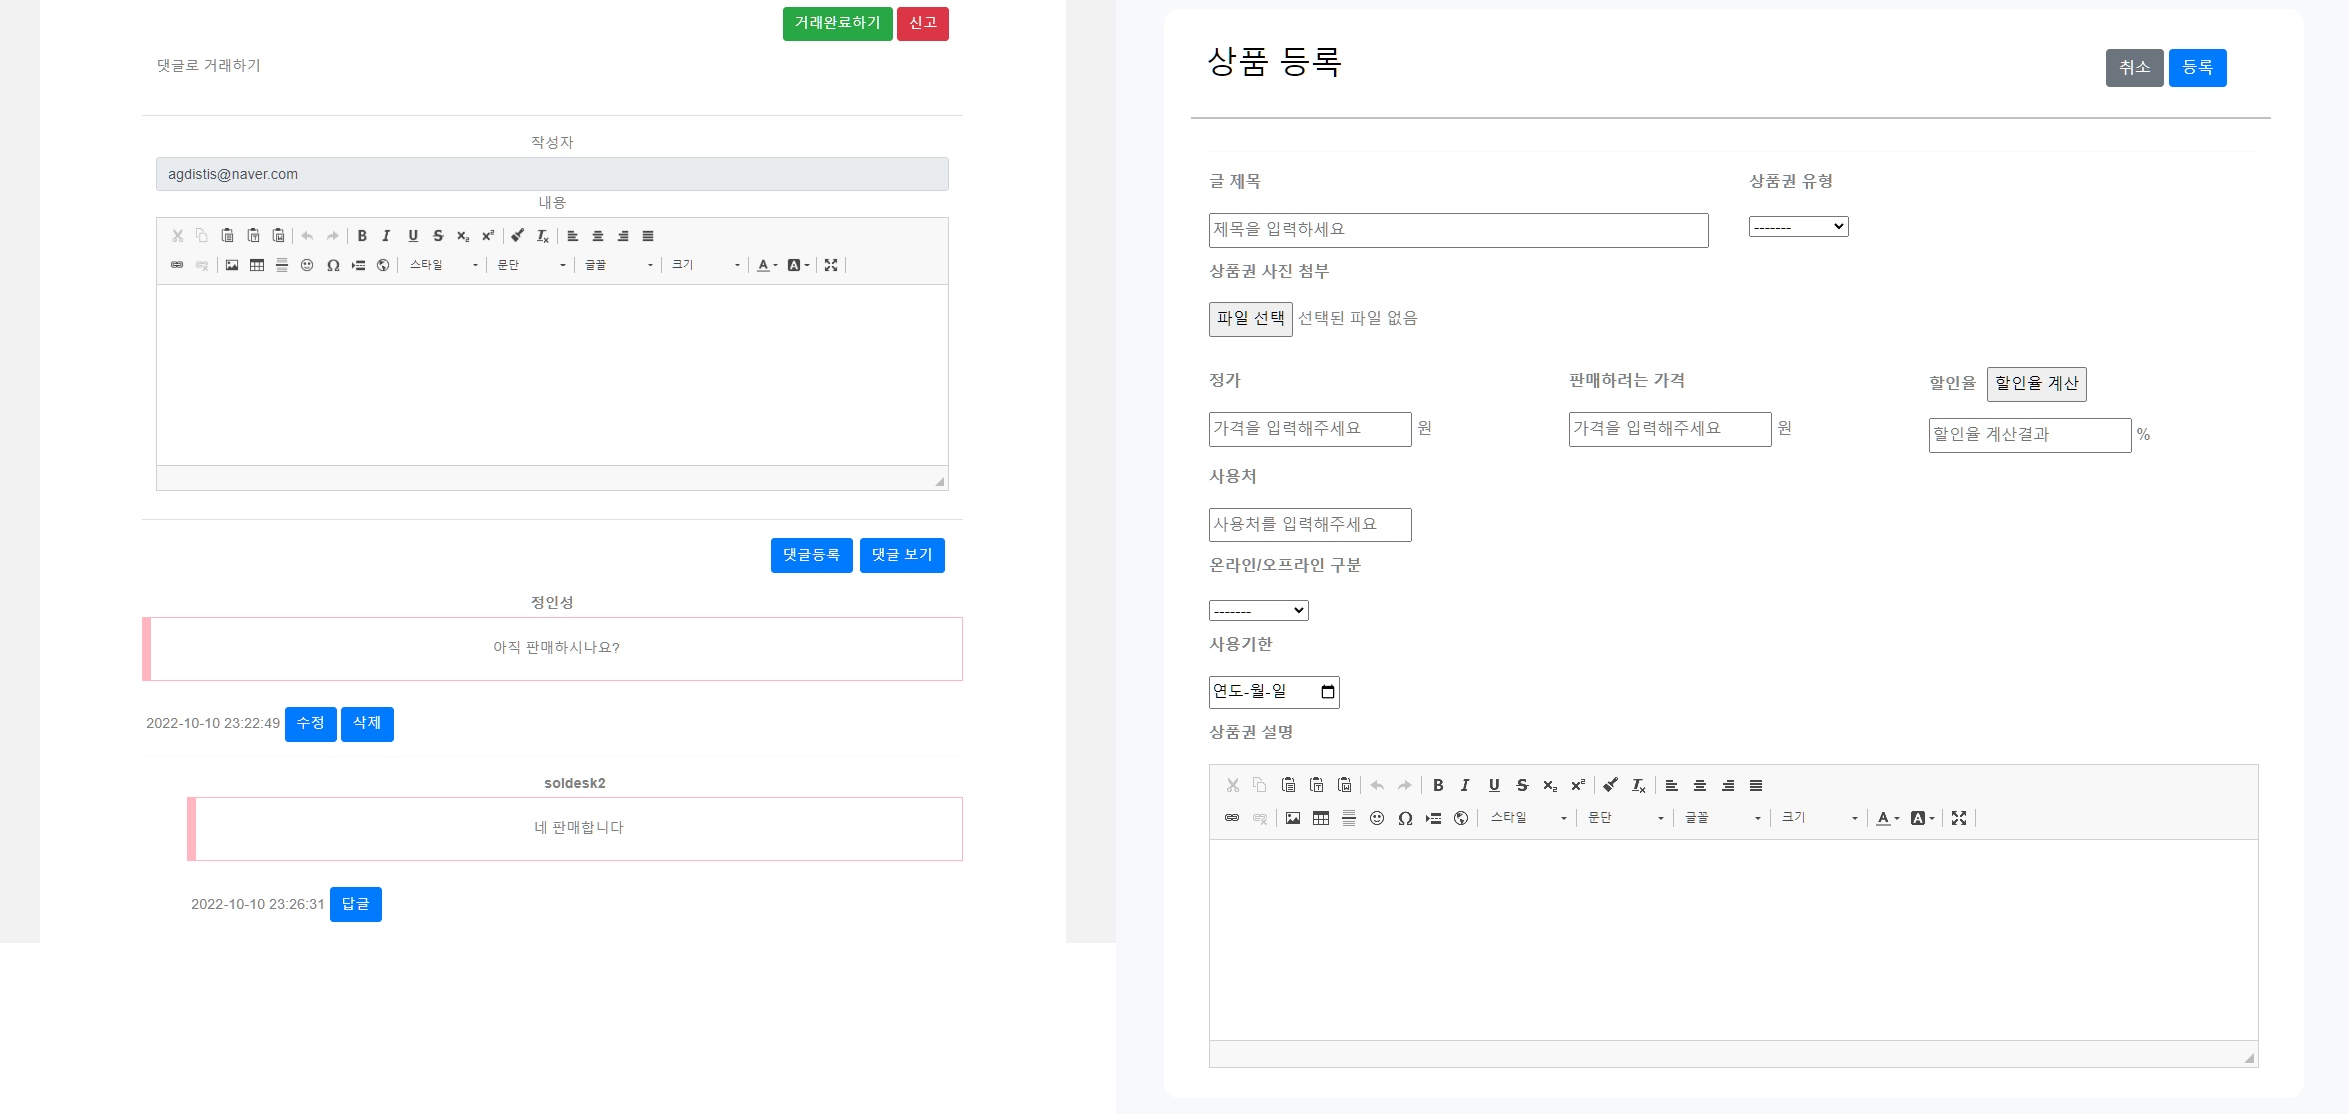 거래완료하기 신고
댓글로 거래하기
작성자
agdistis@naver.com
내용
스타일 문단 글꼴 크기
댓글등록 댓글 보기
정인성
아직 판매하시나요?
2022-10-10 23:22:49 수정 삭제
soldesk2
네 판매합니다
2022-10-10 23:26:31 답글
상품 등록
취소 등록
글 제목 상품권 유형
제목을 입력하세요 -------
상품권 사진 첨부
파일 선택 선택된 파일 없음
정가 판매하려는 가격 할인율 할인율 계산
가격을 입력해주세요 원 가격을 입력해주세요 원 할인율 계산결과 %
사용처
사용처를 입력해주세요
온라인/오프라인 구분
-------
사용기한
연도-월-일
상품권 설명
스타일 문단 글꼴 크기